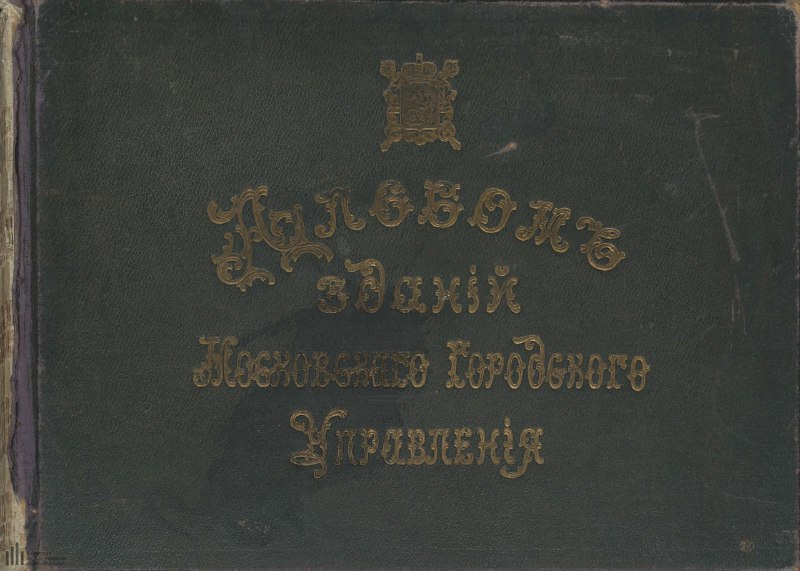 Альбомъ
зданій
Московскаго Городского
Управленія